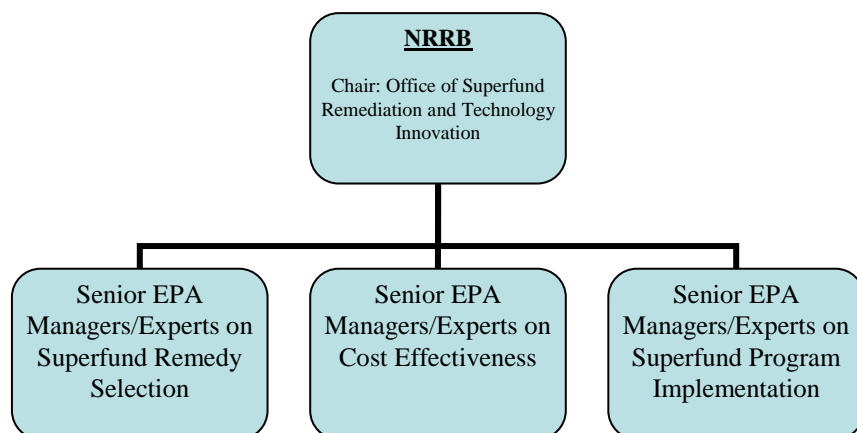 NRRB
Chair: Office of Superfund
Remediation and Technology
Innovation
Senior EPA
Managers/Experts on
Superfund Remedy
Selection
Senior EPA
Managers/Experts on
Cost Effectiveness
Senior EPA
Managers/Experts on
Superfund Program
Implementation